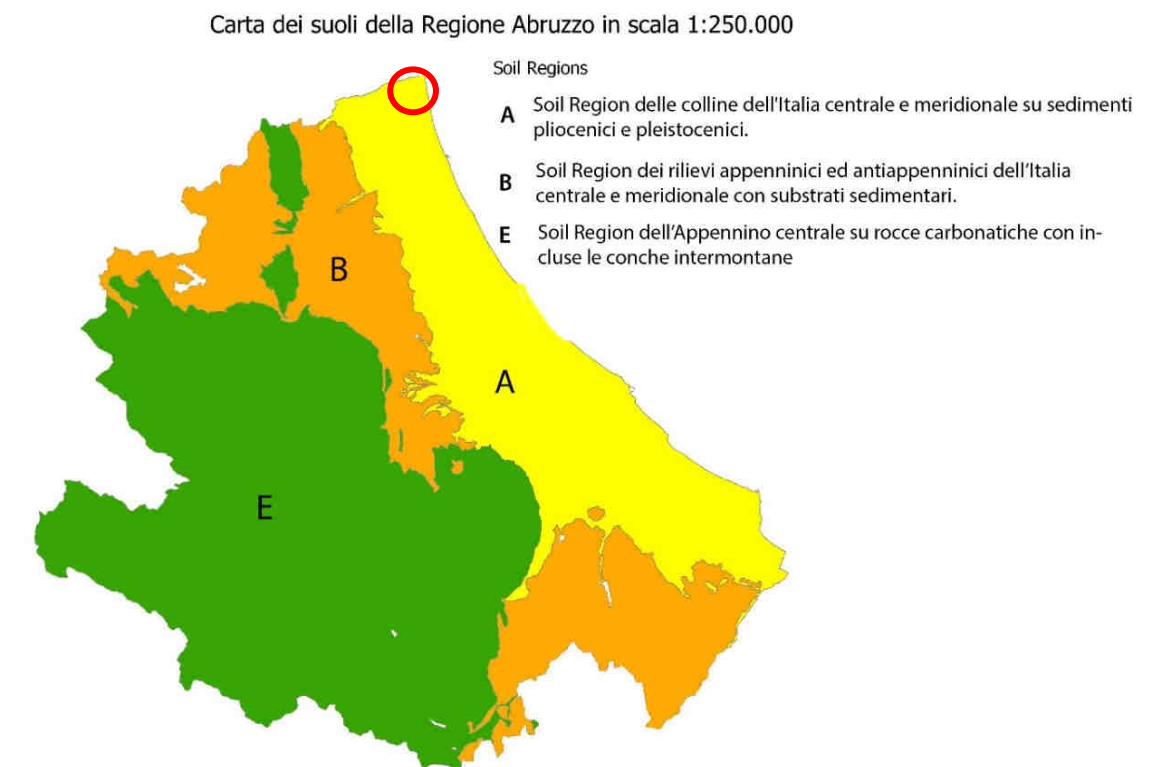 Carta dei suoli della Regione Abruzzo in scala 1:250.000
Soil Regions
A Soil Region delle colline dell'Italia centrale e meridionale su sedimenti
pliocenici e pleistocenici.
B Soil Region dei rilievi appenninici ed antiappenninici dell'Italia
centrale e meridionale con substrati sedimentari.
E Soil Region dell'Appennino centrale su rocce carbonatiche con in-
cluse le conche intermontane
B
A
E